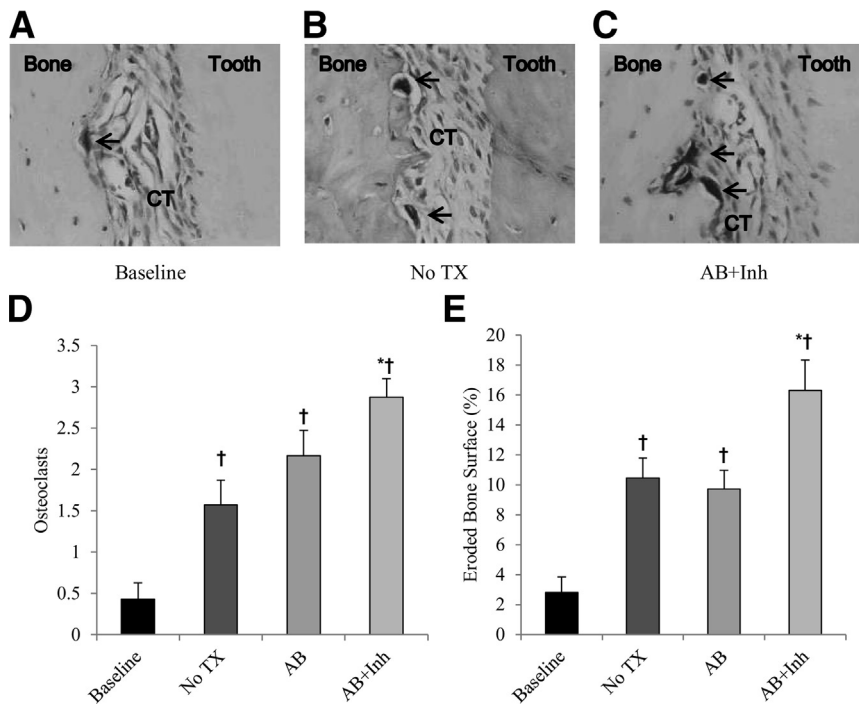 A
B
C
Bone
Tooth
CT
Bone
Tooth
CT
Bone
Tooth
CT
Baseline
No TX
AB+Inh
D
Osteoclasts
3.5
3
2.5
2
1.5
1
0.5
0
†
†
*†
Baseline
No TX
AB
AB+Inh
E
Eroded Bone Surface (%)
20
18
16
14
12
10
8
6
4
2
0
†
†
*†
Baseline
No TX
AB
AB+Inh